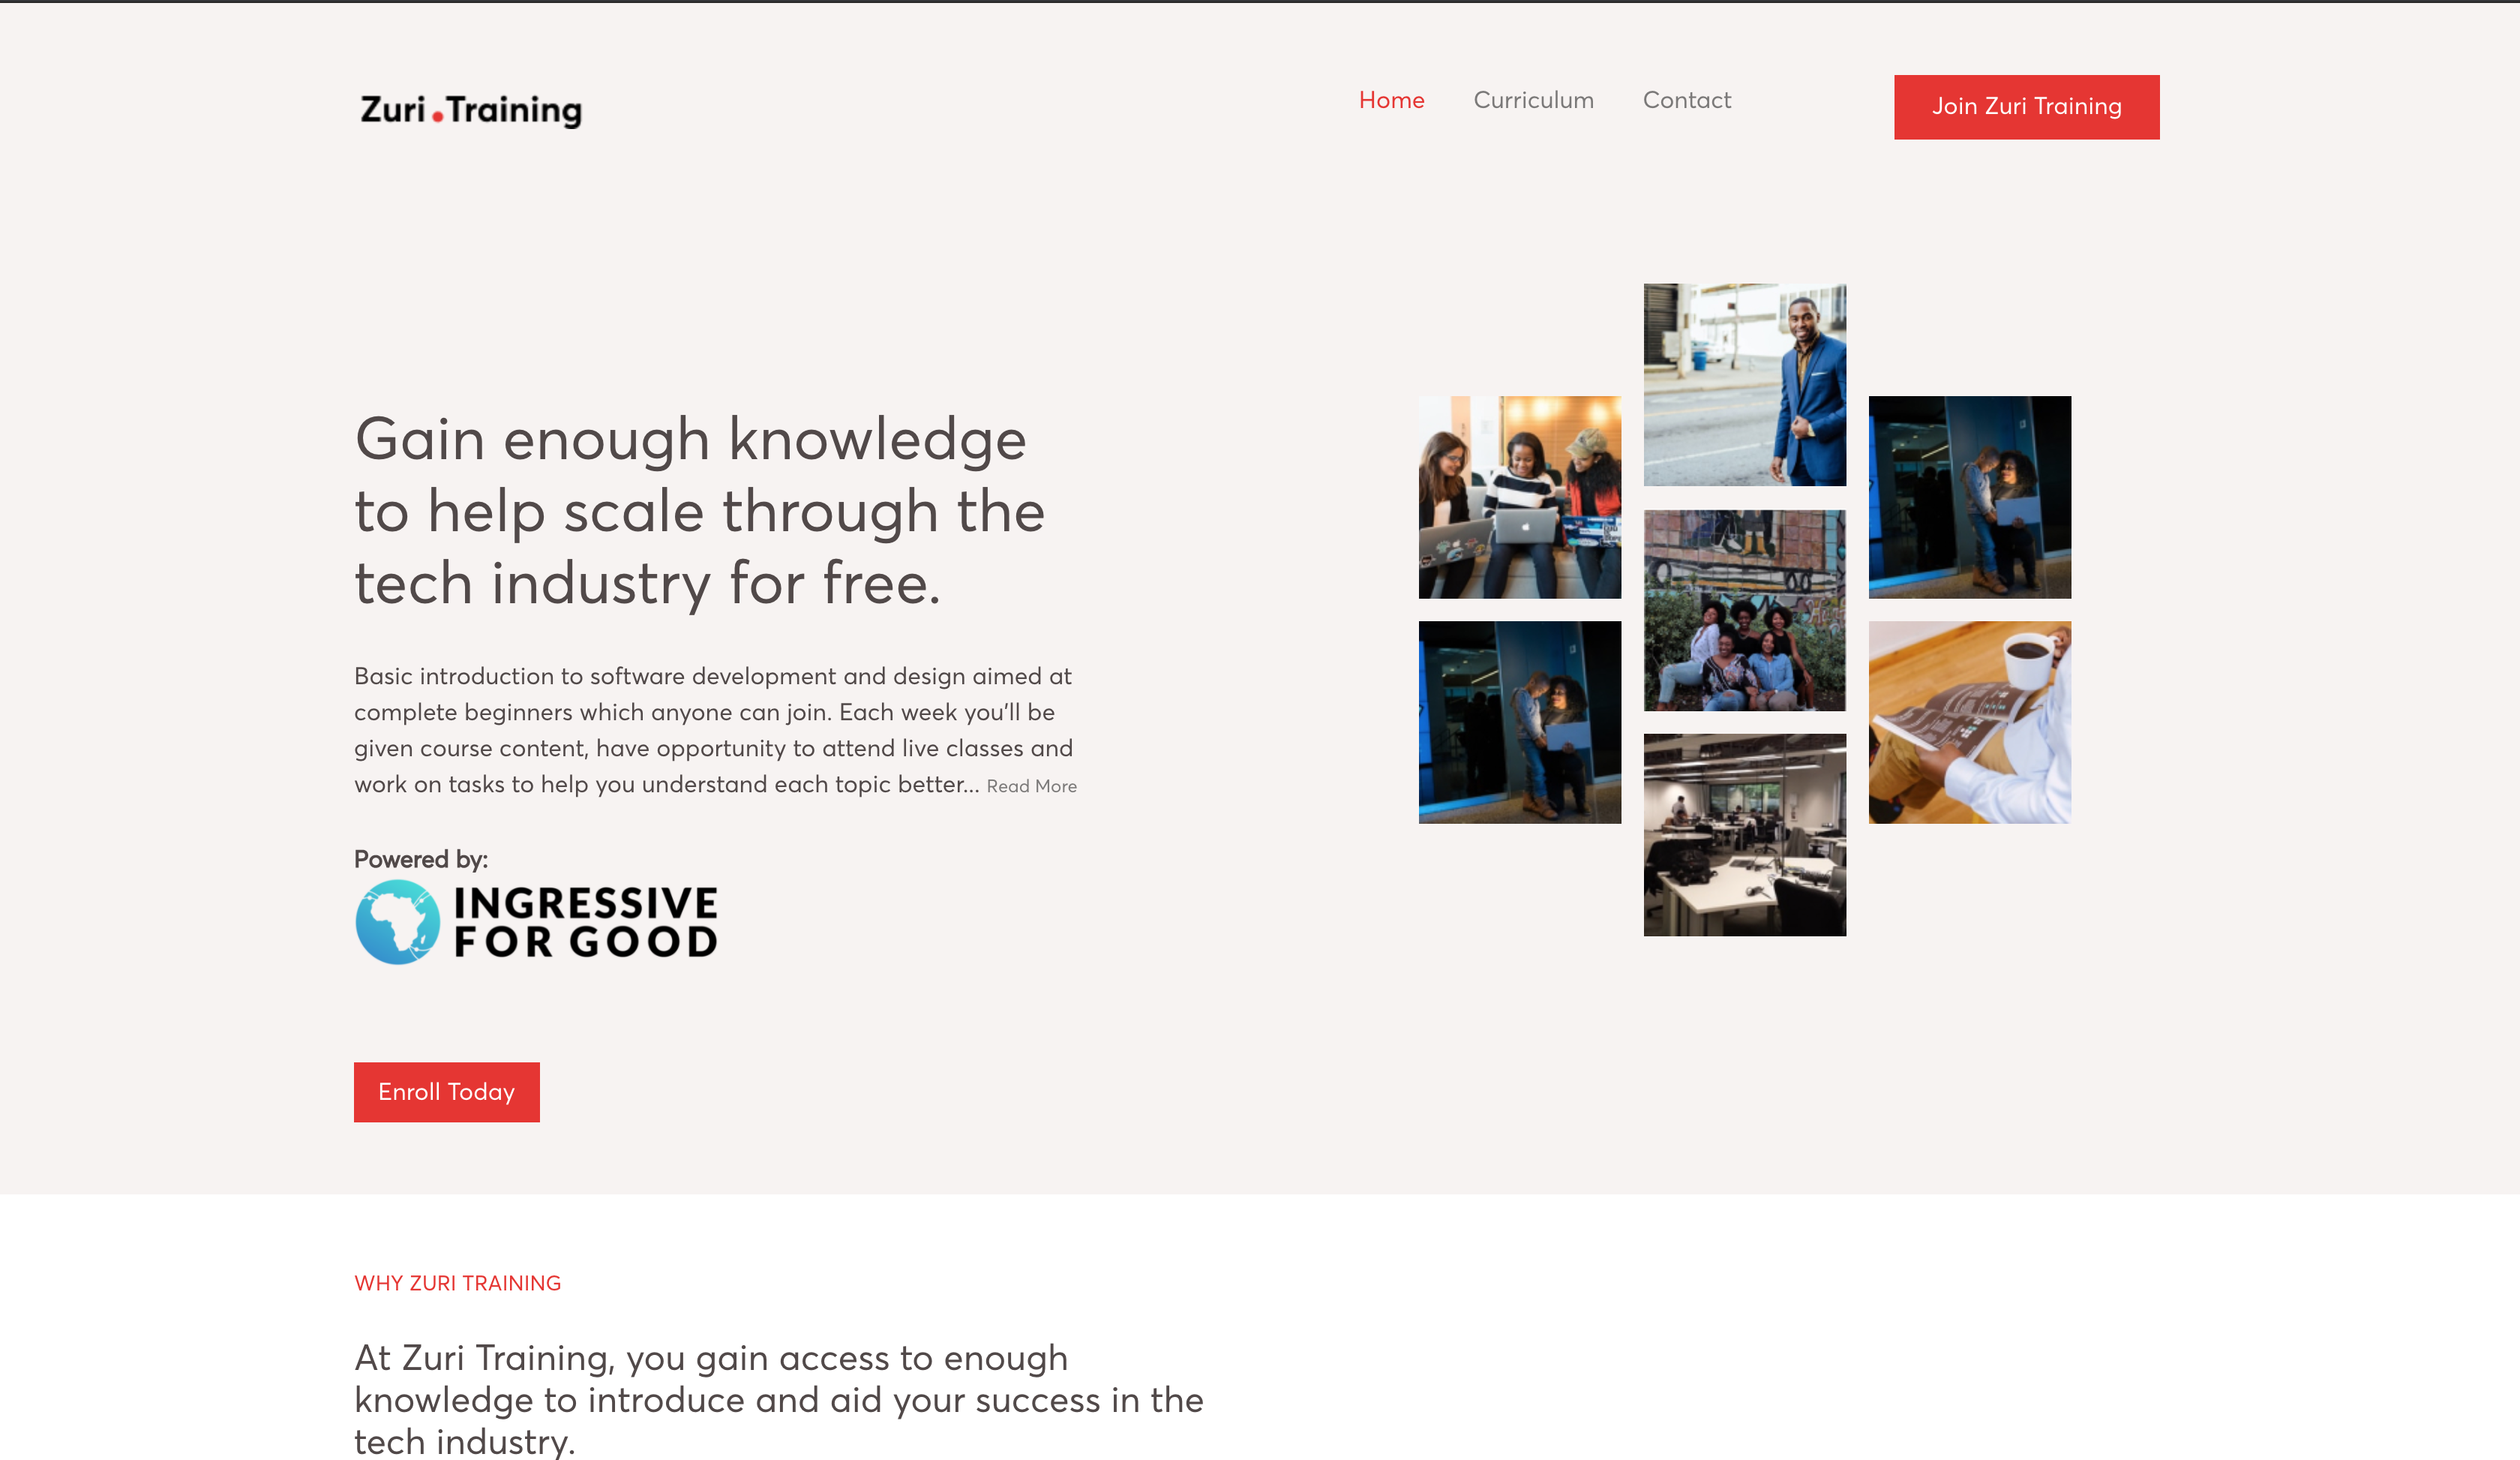 Zuri.Training
Home
Curriculum
Contact
Join Zuri Training
Gain enough knowledge
to help scale through the
tech industry for free.
Basic introduction to software development and design aimed at
complete beginners which anyone can join. Each week you'll be
given course content, have opportunity to attend live classes and
work on tasks to help you understand each topic better... Read More
Powered by:
INGRESSIVE
FOR GOOD
Enroll Today
WHY ZURI TRAINING
At Zuri Training, you gain access to enough
knowledge to introduce and aid your success in the
tech industry.